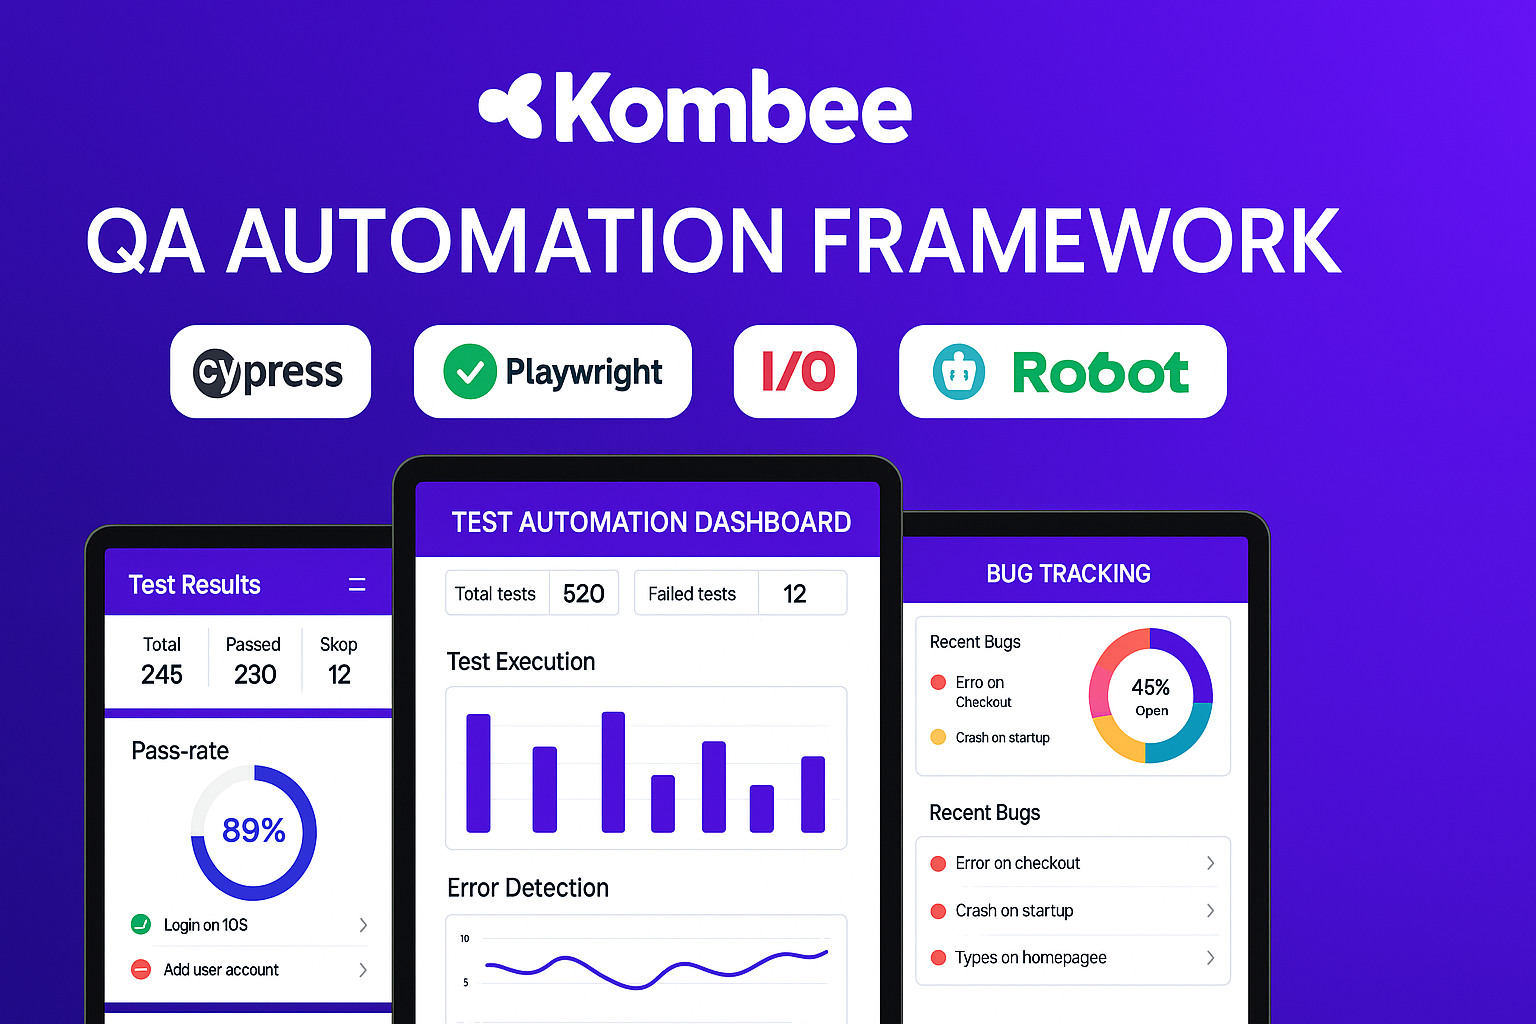 Kombee
QA AUTOMATION FRAMEWORK
cypress
Playwright
I/O
Robot
Test Results
Total
Passed
Skop
245
230
12
Pass-rate
89%
Login on 10S
Add user account
TEST AUTOMATION DASHBOARD
Total tests
520
Failed tests
12
Test Execution
Error Detection
10
5
BUG TRACKING
Recent Bugs
Erro on
Checkout
Crash on startup
45%
Open
Recent Bugs
Error on checkout
Crash on startup
Types on homepagee